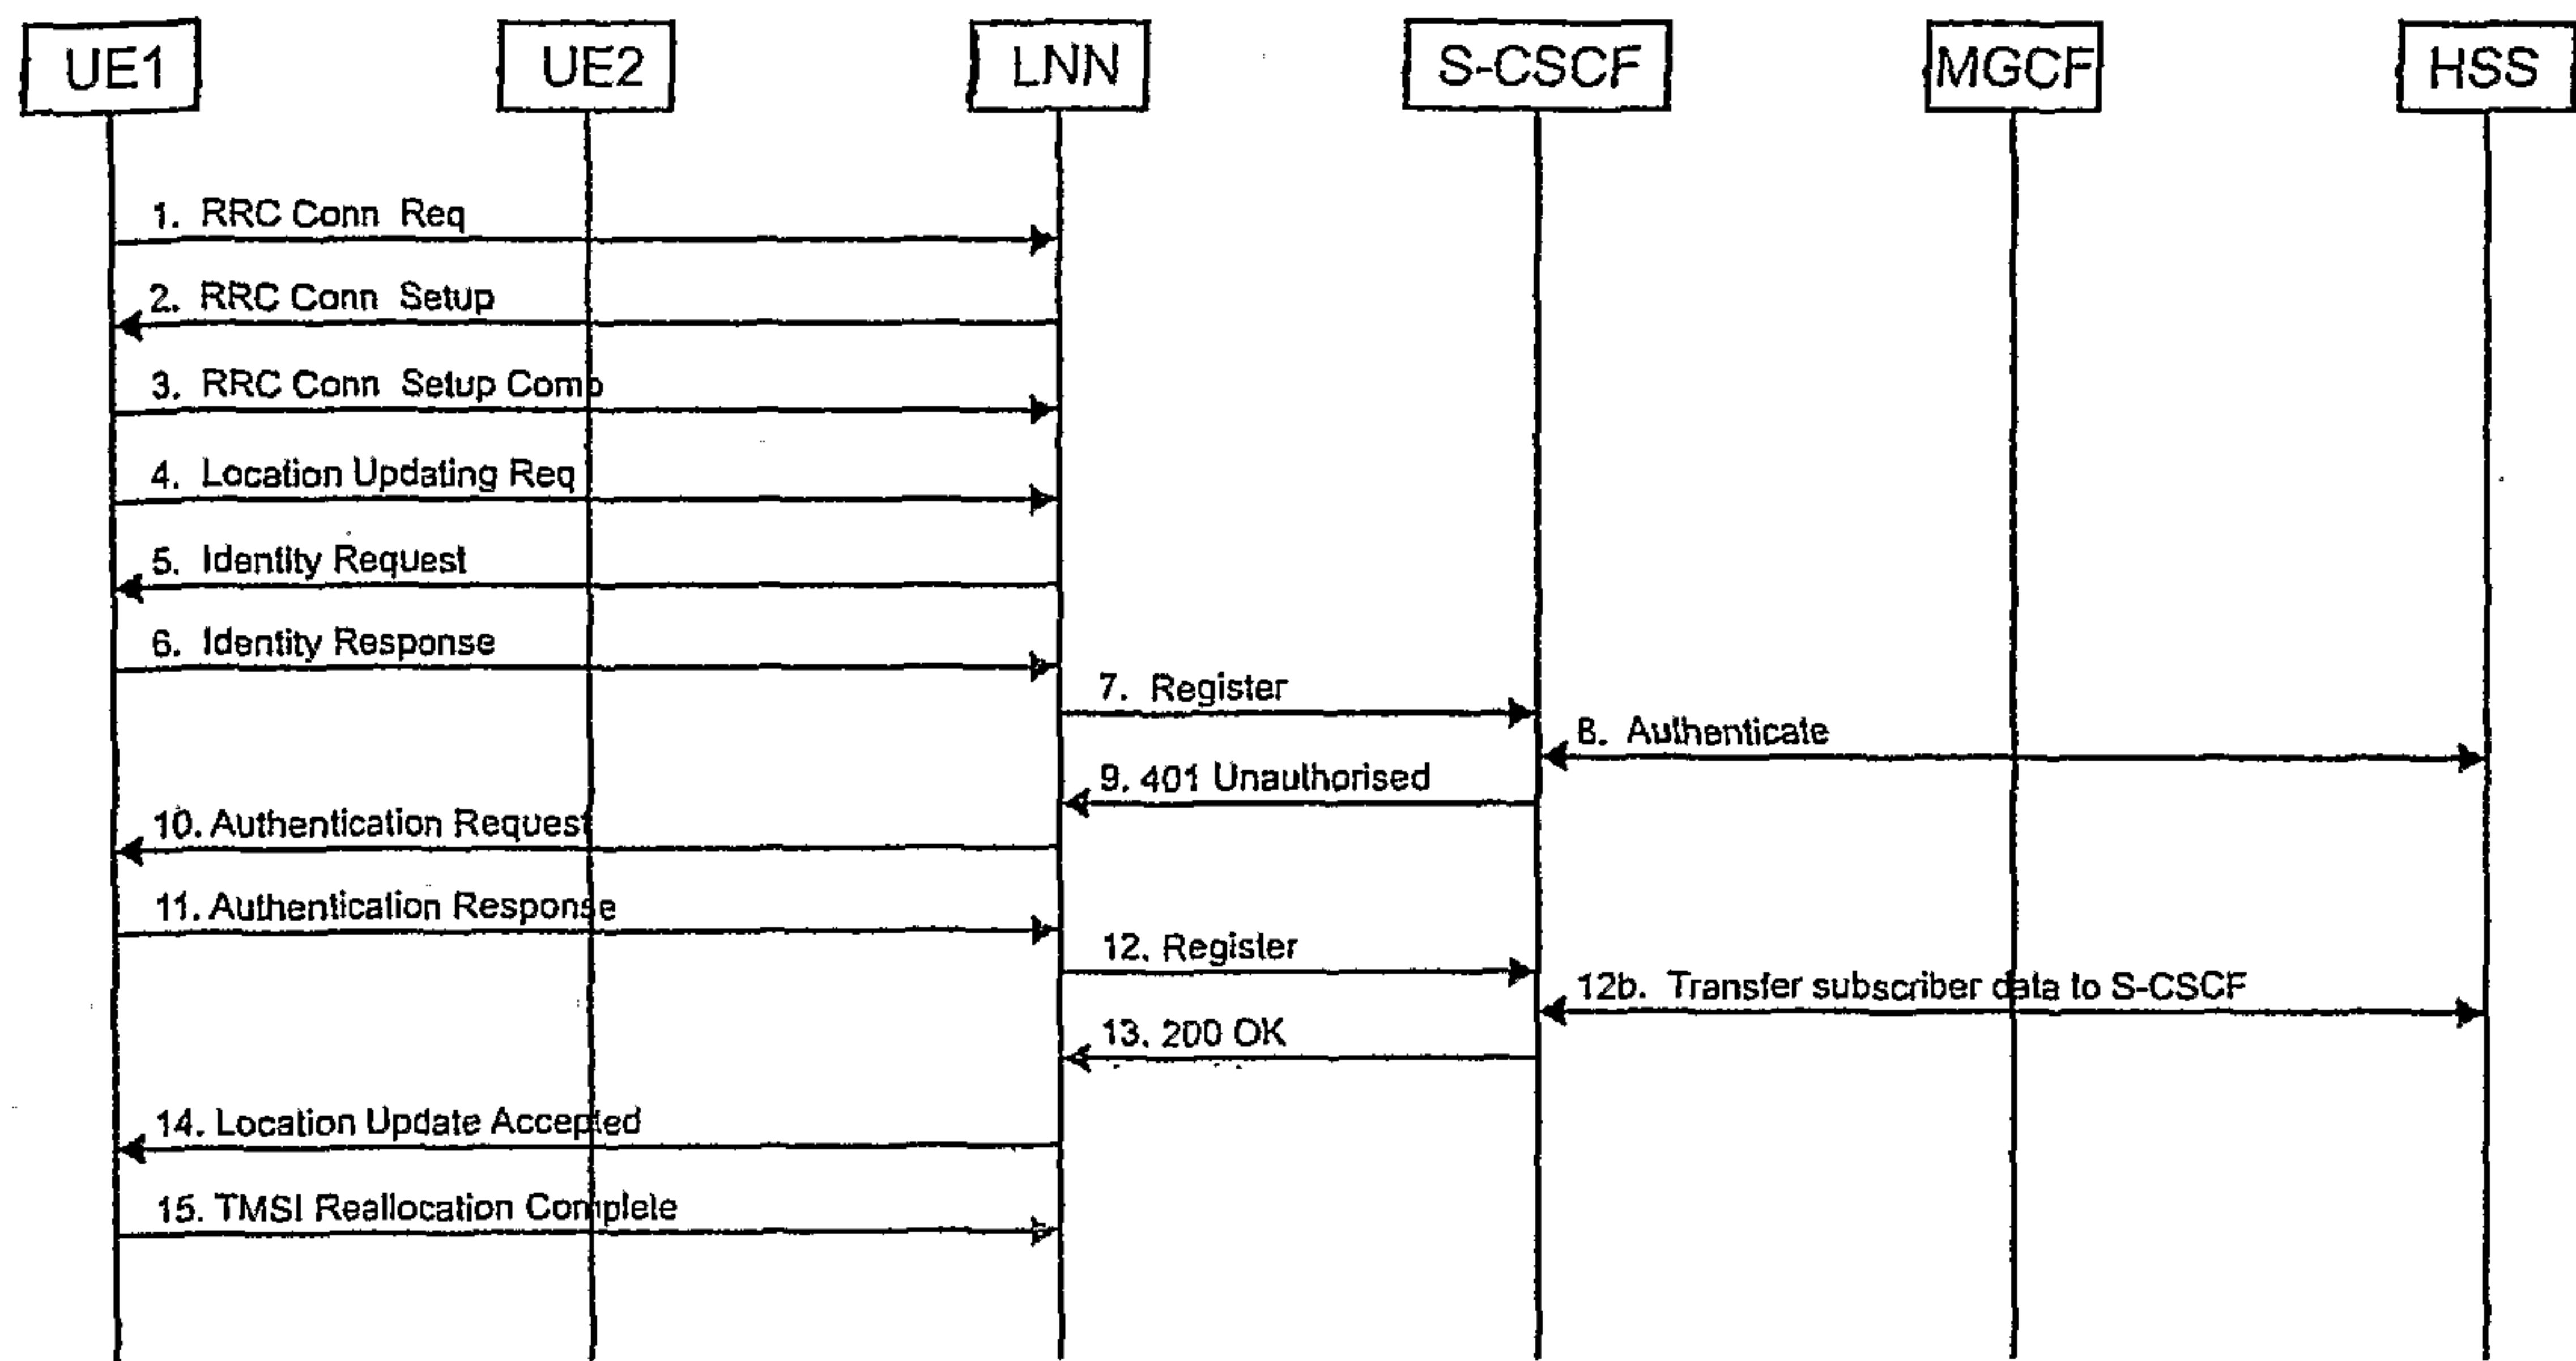 UE1
UE2
LNN
S-CSCF
MGCF
HSS
1. RRC Conn Req
2. RRC Conn Setup
3. RRC Conn Setup Comp
4. Location Updating Req
5. Identity Request
6. Identity Response
7. Register
8. Authenticate
9. 401 Unauthorised
10. Authentication Request
11. Authentication Response
12. Register
12b. Transfer subscriber data to S-CSCF
13. 200 OK
14. Location Update Accepted
15. TMSI Reallocation Complete